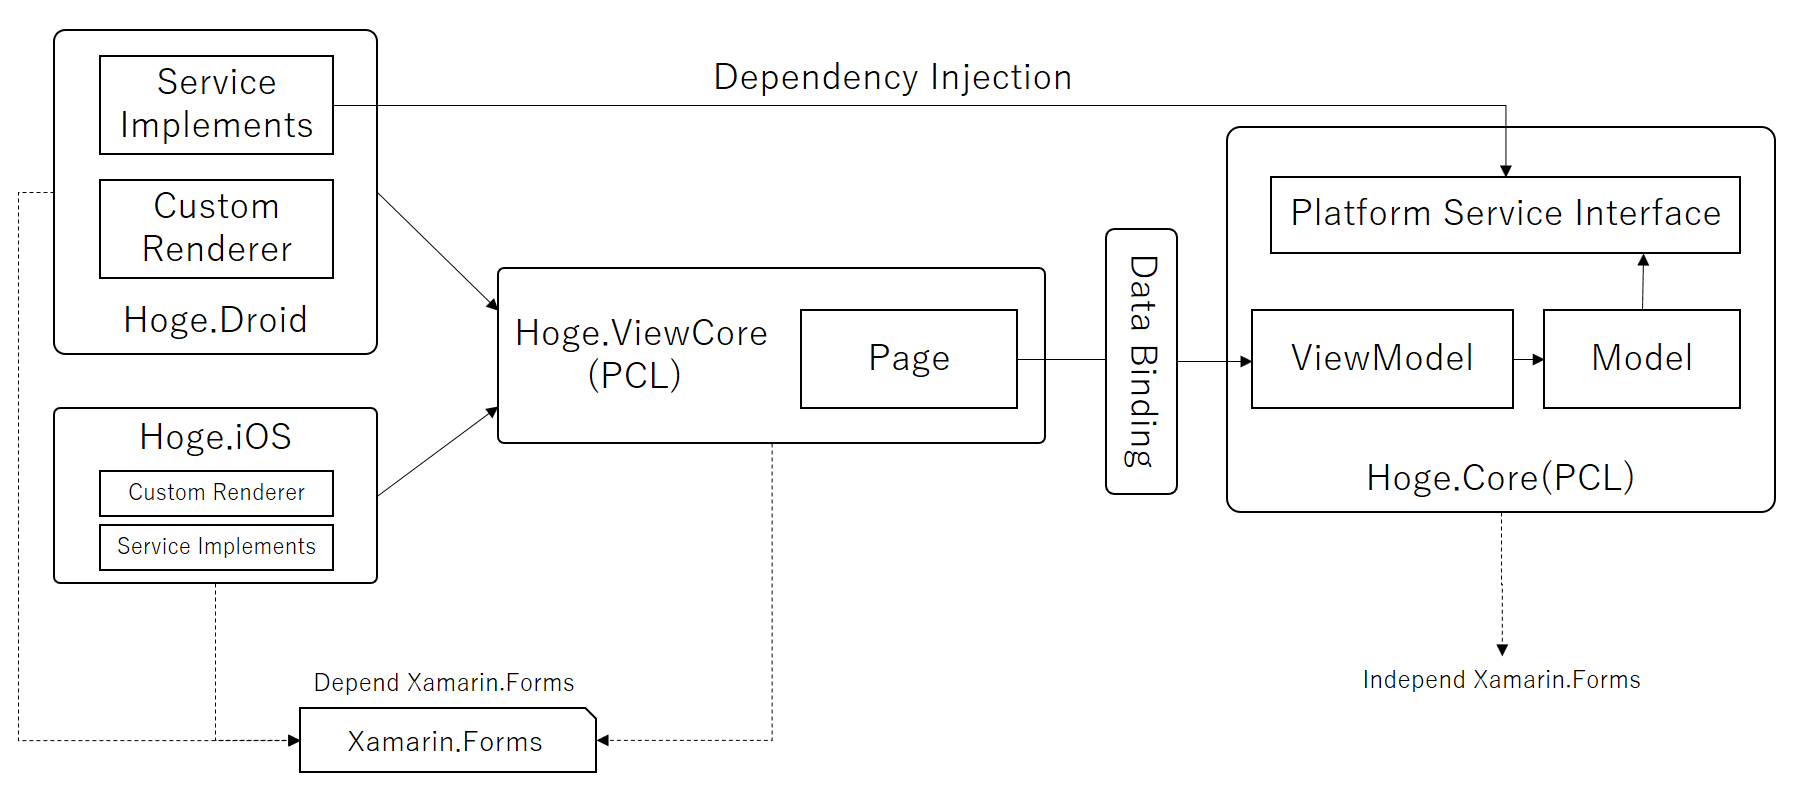 Service
Implements
Custom
Renderer
Hoge.Droid
Dependency Injection
Hoge.iOS
Custom Renderer
Service Implements
Hoge.ViewCore
(PCL)
Page
Data Binding
Platform Service Interface
ViewModel
Model
Hoge.Core(PCL)
Depend Xamarin.Forms
Xamarin.Forms
Independ Xamarin.Forms